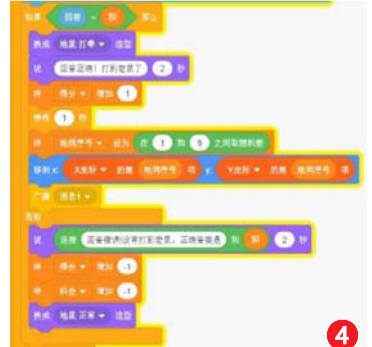 如果 回答 = 积 那么
换成 地鼠 打晕 造型
说 回答正确！打到老鼠了 2 秒
将 得分 增加 1
等待 1 秒
将 地洞序号 设为 在 1 和 9 之间取随机数
移到 x: X坐标 的第 地洞序号 项 y: Y坐标 的第 地洞序号 项
广播 消息1
否则
说 连接 回答错误!没有打到老鼠，正确答案是 和 积 2 秒
将 得分 增加 -1
将 机会 增加 -1
换成 地鼠 正常 造型
4